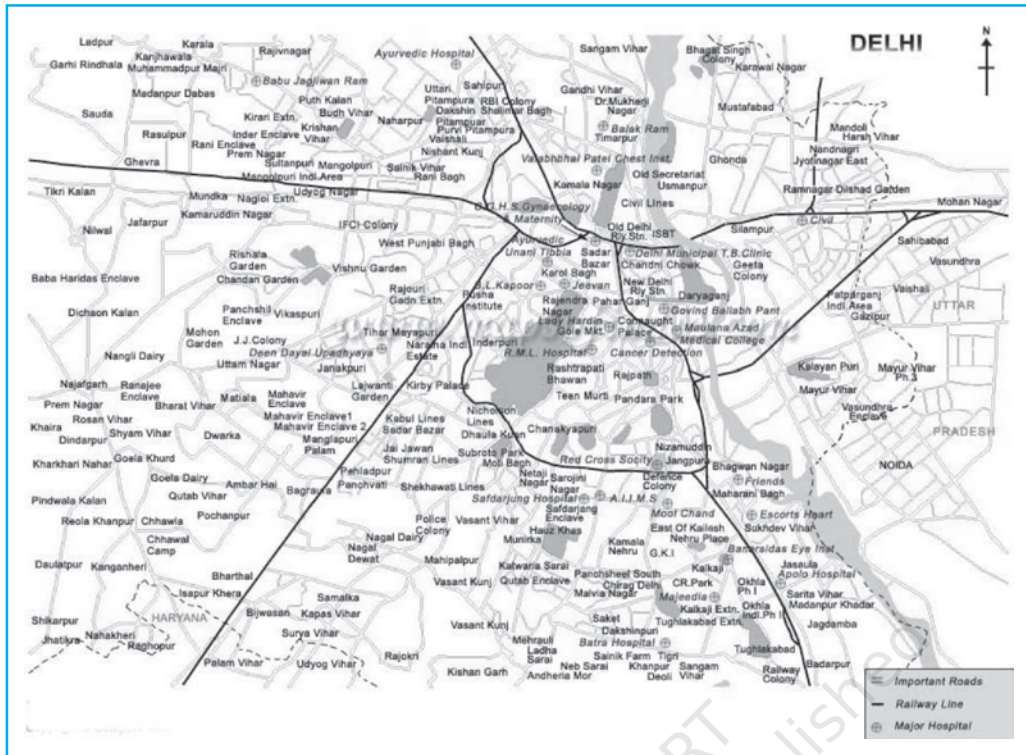 DELHI
N
Ladpur
Karala
Rajivnagar
Ayurvedic Hospital
Sangam Vihar
Bhagat Singh
Colony
Karawal Nagar
Garhi Rindhala
Kanjhawala
Muhammadpur Majri
Babu Jagjiwan Ram
Madanpur Dabas
Uttari
Pitampura
Sahipur
RBI Colony
Dakshin
Pitampuar
Shalimar Bagh
Purvi Pitampura
Vaishali
Nishant Kunj
Gandhi Vihar
Dr.Mukherji
Nagar
Timarpur
Balak Ram
Mustafabad
Sauda
Puth Kalan
Budh Vihar
Kirari Extn.
Krishan
Vihar
Naharpur
Rasulpur
Inder Enclave
Rani Enclave
Prem Nagar
Mandoli
Harsh Vihar
Nandnagri
Jyotinagar East
Ghevra
Sultanpuri
Mangolpuri
Mangolpuri Indl.Area
Sainik Vihar
Rani Bagh
Valabhbhai Patel Chest Inst.
Old Secretariat
Usmanpur
Ghonda
Kamala Nagar
Ramnagar
Dilshad Garden
Tikri Kalan
Mundka
Nagloi Extn.
Udyog Nagar
Civil Lines
Mohan Nagar
Jafarpur
Kamaruddin Nagar
IFCI-Colony
Gynaecology
& Maternity
Civil
Nilwal
West Punjabi Bagh
Ayurvedic
Unani Tibbia
Old Delhi
Rly Stn.
ISBT
Silampur
Sahibabad
Sadar
Bazar
Delhi Municipal T.B.Clinic
Chandni Chowk
Vasundhra
Rishala
Garden
Vishnu Garden
Karol Bagh
Geeta
Colony
Baba Haridas Enclave
Chandan Garden
Rajouri
Gadn Extn.
B.L.Kapoor
Jeevan
New Delhi
Rly Stn.
Vaishali
Pusha
Institute
Rajendra
Nagar
Pahar Ganj
Daryaganj
Patparganj
Indl Area
Gazipur
UTTAR
Dichaon Kalan
Panchshil
Enclave
Vikaspuri
Govind Ballabh Pant
Mohon
Garden
J.J.Colony
Tihar
Mayapuri
Lady Hardin
Gole Mkt.
Connaught
Palace
Maulana Azad
Medical College
Naraina Indl
Estate
Inderpuri
Nangli Dairy
Deen Dayal Upadhyaya
Uttam Nagar
Janakpuri
R.M.L. Hospital
Cancer Detection
Rashtrapati
Bhawan
Rajpath
Kalayan Puri
Mayur Vihar
Ph.3
Najafgarh
Ranajee
Enclave
Lajwanti
Garden
Kirby Palace
Teen Murti
Pandara Park
Mayur Vihar
Prem Nagar
Matiala
Mahavir
Enclave
Bharat Vihar
Nicholson
Lines
Vasundhra
Enclave
Rosan Vihar
Mahavir Enclave1
Mahavir Enclave 2
Kabul Lines
Sadar Bazar
Khaira
Shyam Vihar
Dwarka
Dhaula Kuan
Chanakyapuri
PRADESH
Dindarpur
Manglapuri
Palam
Jai Jawan
Shumran Lines
Subroto Park
Moti Bagh
Nizamuddin
Kharkhari Nahar
Goela Khurd
Pehladpur
Panchvati
Red Cross Socity
Jangpura
NOIDA
Goela Dairy
Ambar Hai
Netaji
Nagar
Sarojini
Nagar
Defence
Colony
Bhagwan Nagar
Friends
Pindwala Kalan
Qutab Vihar
Bagraula
Shekhawati Lines
Safdarjung Hospital
A.I.I.M.S
Maharani Bagh
Pochanpur
Safdarjang
Enclave
Mool Chand
Escorts Heart
Reola Khanpur
Chhawla
Police
Colony
Vasant Vihar
Hauz Khas
East Of Kailash
Nehru Place
Sukhdev Vihar
Chhawal
Camp
Nagal Dairy
Munirka
Kamala
Nehru
G.K.I
Nagal
Dewat
Mahipalpur
Banarsidas Eye Inst.
Daulatpur
Kanganheri
Katwaria Sarai
Qutab Enclave
Kalkaji
Jasaula
Bharthal
Vasant Kunj
Panchsheel South
Chirag Delhi
Malvia Nagar
CR.Park
Apolo Hospital
Isapur Khera
Samalka
Majeedia
Okhla
Ph I
Sarita Vihar
Madanpur Khadar
Shikarpur
HARYANA
Bijwasan
Kapas Vihar
Kalkaji Extn.
Okhla
Indl.Ph II
Saket
Tughlakabad Extn.
Jagdamba
Vasant Kunj
Dakshinpuri
Jhatikra
Nahakheri
Raghopur
Surya Vihar
Mehrauli
Ladha
Sarai
Batra Hospital
Tughlakabad
Rajokri
Sainik Farm
Tigri
Palam Vihar
Udyog Vihar
Kishan Garh
Neb Sarai
Andheria Mor
Khanpur
Deoli
Sangam
Vihar
Railway
Colony
Badarpur
Important Roads
Railway Line
Major Hospital